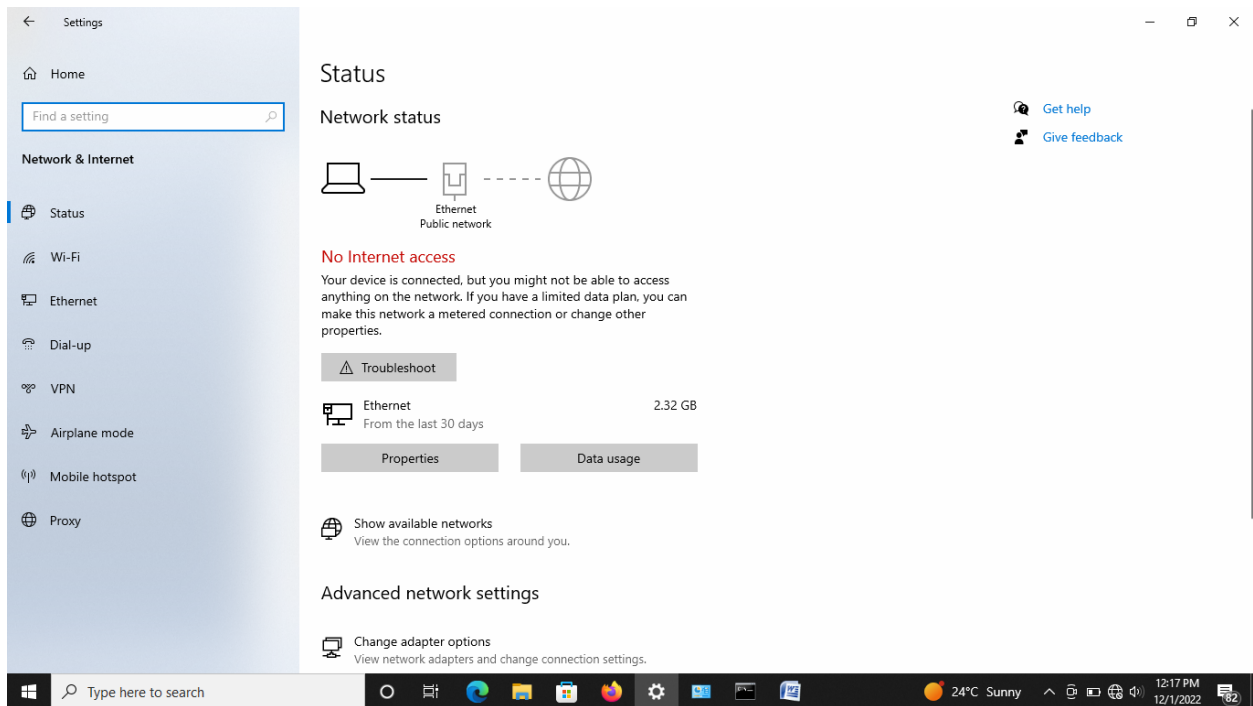 Settings
Home
Find a setting
Network & Internet
Status
Wi-Fi
Ethernet
Dial-up
VPN
Airplane mode
Mobile hotspot
Proxy
Status
Network status
Ethernet
Public network
No Internet access
Your device is connected, but you might not be able to access
anything on the network. If you have a limited data plan, you can
make this network a metered connection or change other
properties.
Troubleshoot
Ethernet 2.32 GB
From the last 30 days
Properties Data usage
Show available networks
View the connection options around you.
Advanced network settings
Change adapter options
View network adapters and change connection settings.
Get help
Give feedback
Type here to search
24°C Sunny
12:17 PM
12/1/2022
82